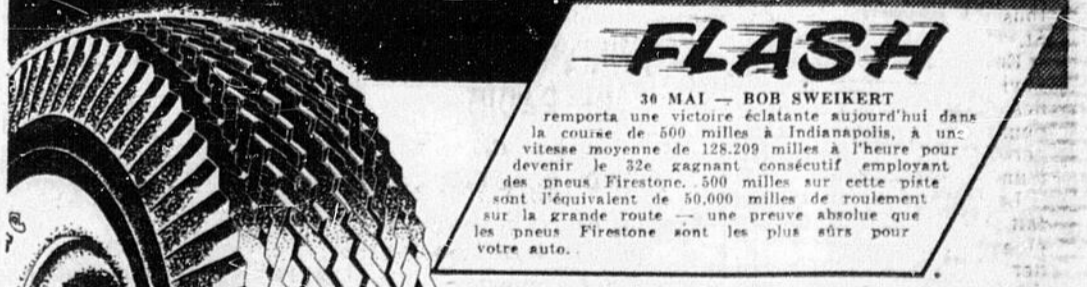 FLASH
30 MAI — BOB SWEIKERT
remporta une victoire éclatante aujourd'hui dans
la course de 500 milles à Indianapolis, à une
vitesse moyenne de 128.209 milles à l'heure pour
devenir le 32e gagnant consécutif employant
des pneus Firestone. 500 milles sur cette piste
sont l'équivalent de 50,000 milles de roulement
sur la grande route — une preuve absolue que
les pneus Firestone sont les plus sûrs pour
votre auto.